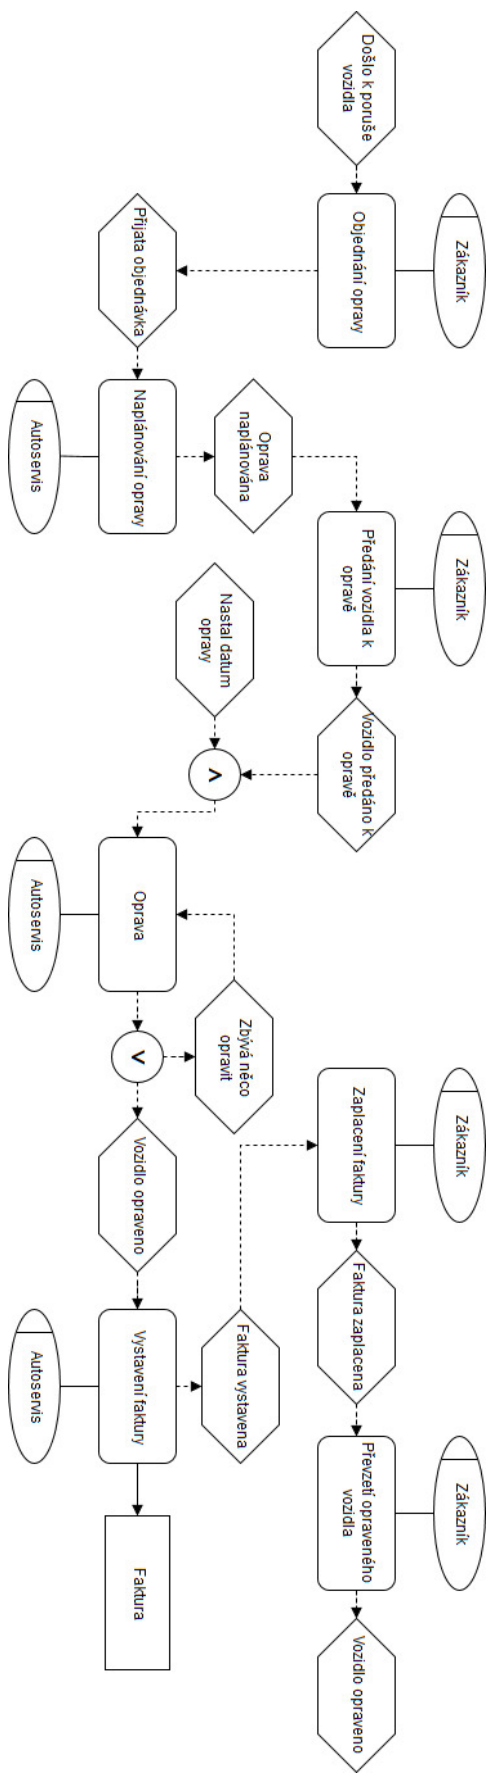 Zákazník
Zákazník
Zákazník
Zákazník
Došlo k poruše
vozidla
Objednání opravy
Předání vozidla k
opravě
Vozidlo předáno k
opravě
Zaplacení faktury
Faktura zaplacena
Převzetí opraveného
vozidla
Vozidlo opraveno
Přijata objednávka
Naplánování opravy
Oprava
naplánována
Nastal datum
opravy
Oprava
Zbývá něco
opravit
Vozidlo opraveno
Vystavení faktury
Faktura vystavena
Faktura
Autoservis
Autoservis
Autoservis